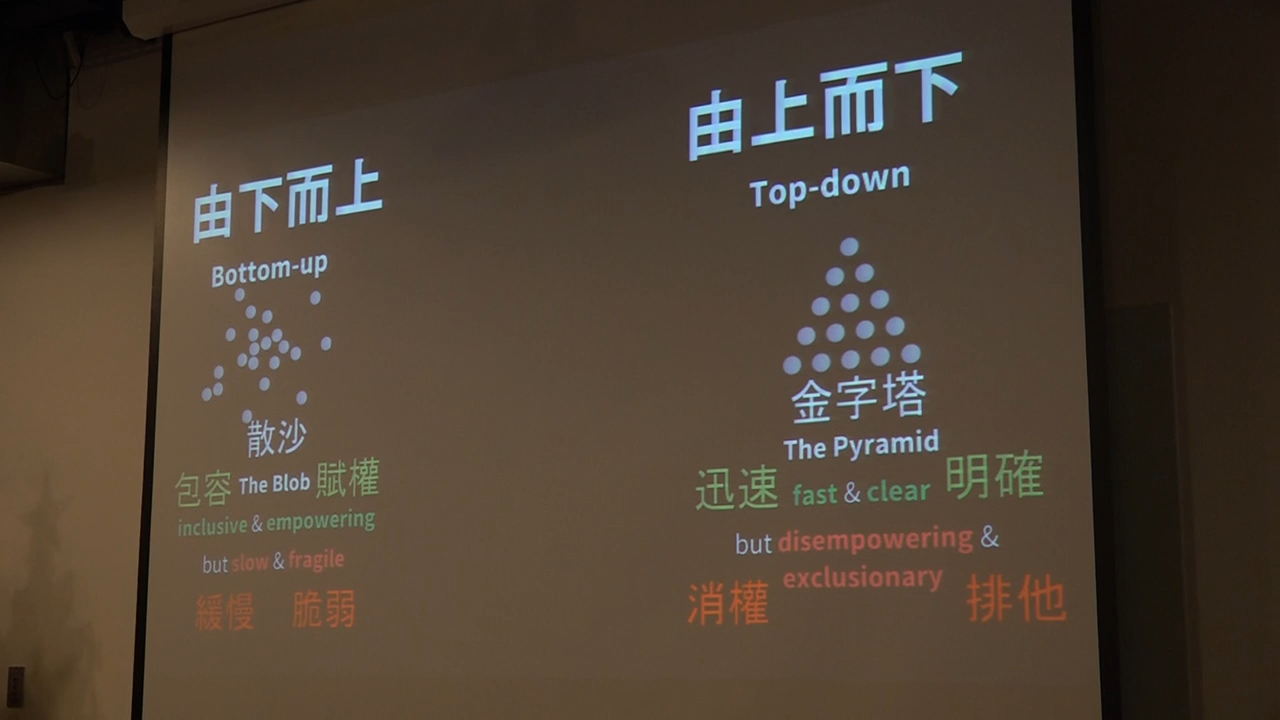 由下而上
Bottom-up
散沙
包容 The Blob 賦權
inclusive & empowering
but slow & fragile
緩慢 脆弱
由上而下
Top-down
金字塔
The Pyramid
迅速 fast & clear 明確
but disempowering &
exclusionary
消權 排他